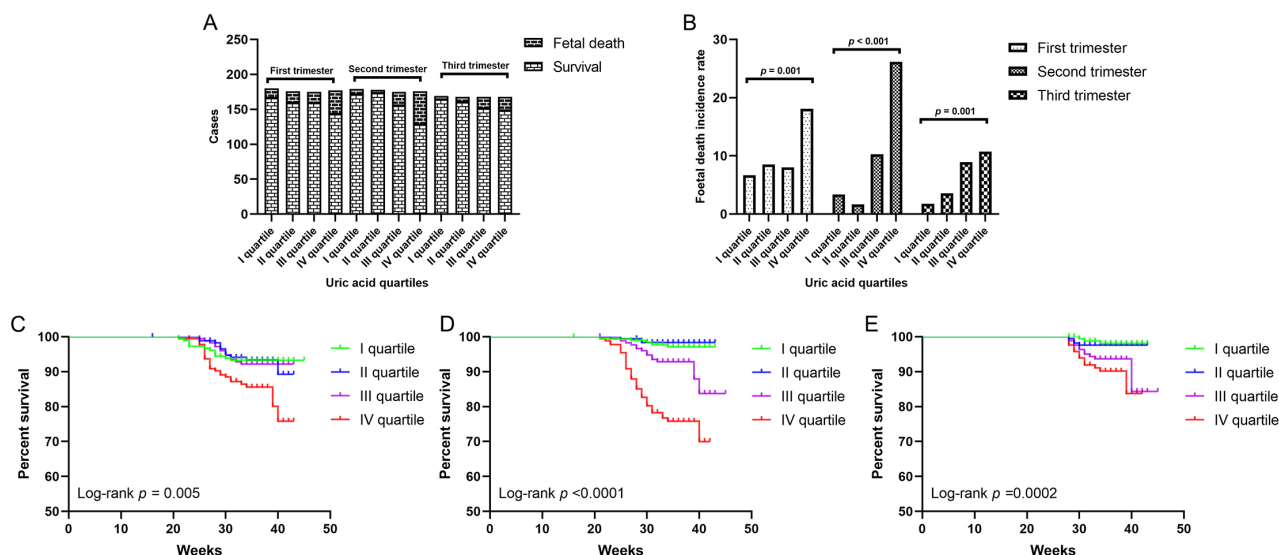 A
250
200
150
100
50
0
Cases
First trimester
Second trimester
Third trimester
Fetal death
Survival
I quartile
II quartile
III quartile
IV quartile
I quartile
II quartile
III quartile
IV quartile
I quartile
II quartile
III quartile
IV quartile
Uric acid quartiles
B
30
20
10
0
Foetal death incidence rate
p = 0.001
p < 0.001
p = 0.001
First trimester
Second trimester
Third trimester
I quartile
II quartile
III quartile
IV quartile
I quartile
II quartile
III quartile
IV quartile
I quartile
II quartile
III quartile
IV quartile
Uric acid quartiles
C
100
90
80
70
60
50
Percent survival
I quartile
II quartile
III quartile
IV quartile
Log-rank p = 0.005
0 10 20 30 40 50
Weeks
D
100
90
80
70
60
50
Percent survival
I quartile
II quartile
III quartile
IV quartile
Log-rank p <0.0001
0 10 20 30 40 50
Weeks
E
100
90
80
70
60
50
Percent survival
I quartile
II quartile
III quartile
IV quartile
Log-rank p =0.0002
0 10 20 30 40 50
Weeks